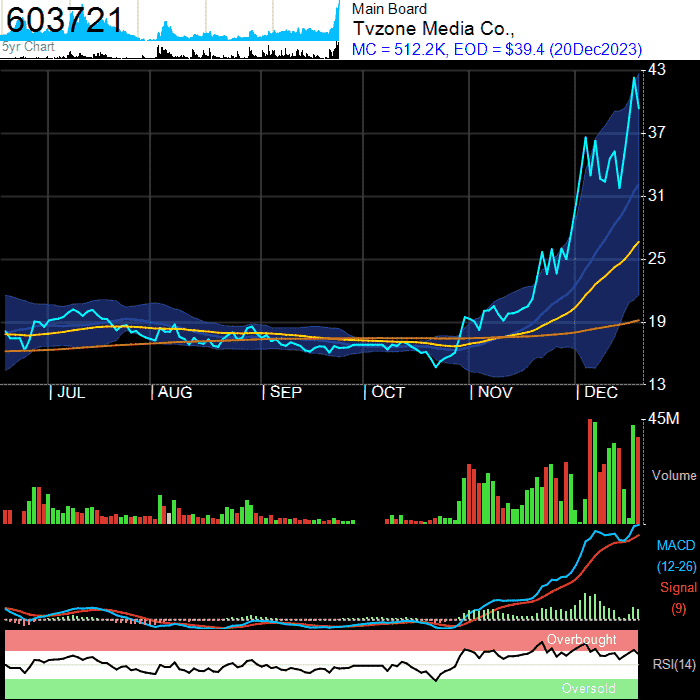 603721
5yr Chart
Main Board
Tvzone Media Co.,
MC = 512.2K, EOD = $39.4 (20Dec2023)
43
37
31
25
19
13
| JUL | AUG | SEP | OCT | NOV | DEC
45M
Volume
MACD
(12-26)
Signal
(9)
Overbought
RSI(14)
Oversold